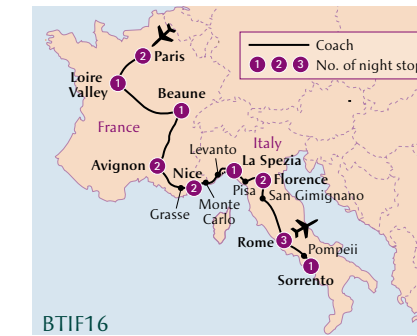 Coach
1 2 3 No. of night stop
2 Paris
Loire
Valley
1
Beaune
1
France
Avignon
2
Nice
2
Grasse
Monte
Carlo
Levanto
Italy
1
La Spezia
Pisa
2 Florence
San Gimignano
Rome
3
Pompeii
1
Sorrento
BTIF16